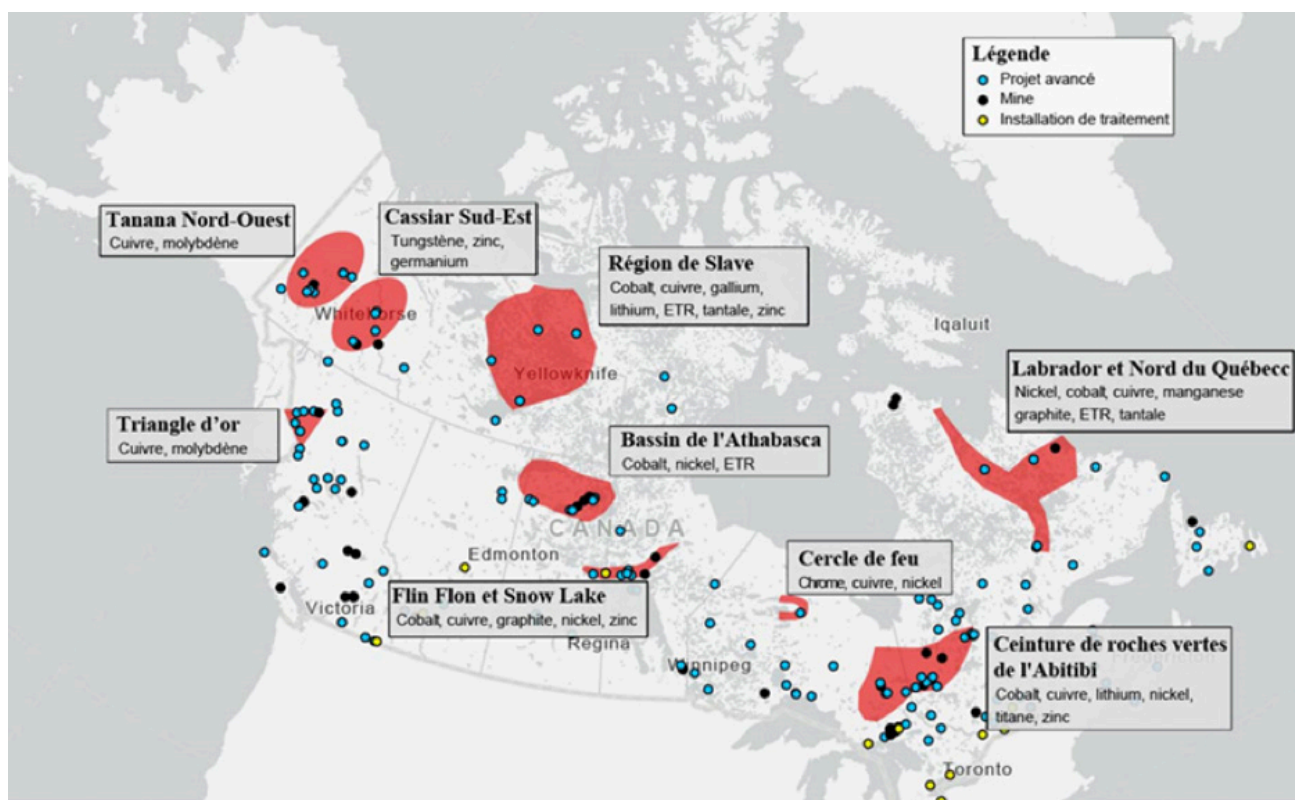 Légende
Projet avancé
Mine
Installation de traitement
Tanana Nord-Ouest
Cuivre, molybdène
Cassiar Sud-Est
Tungstène, zinc,
germanium
Région de Slave
Cobalt, cuivre, gallium,
lithium, ETR, tantale, zinc
Whitehorse
Iqaluit
Yellowknife
Labrador et Nord du Québecc
Nickel, cobalt, cuivre, manganese
graphite, ETR, tantale
Triangle d'or
Cuivre, molybdène
Bassin de l'Athabasca
Cobalt, nickel, ETR
CANADA
Edmonton
Cercle de feu
Chrome, cuivre, nickel
Victoria
Flin Flon et Snow Lake
Cobalt, cuivre, graphite, nickel, zinc
Regina
Winnipeg
Ceinture de roches vertes
de l'Abitibi
Cobalt, cuivre, lithium, nickel,
titane, zinc
Fredericton
Toronto